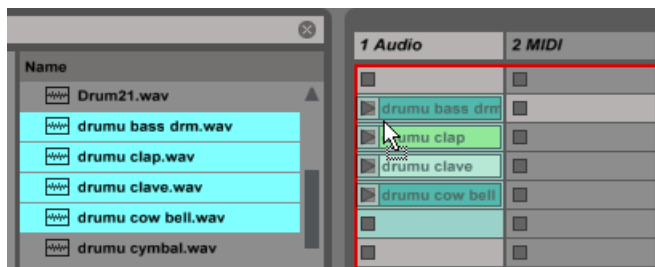 Name
Drum21.wav
drumu bass drm.wav
drumu clap.wav
drumu clave.wav
drumu cow bell.wav
drumu cymbal.wav
1 Audio
2 MIDI
drumu bass drm
drumu clap
drumu clave
drumu cow bell